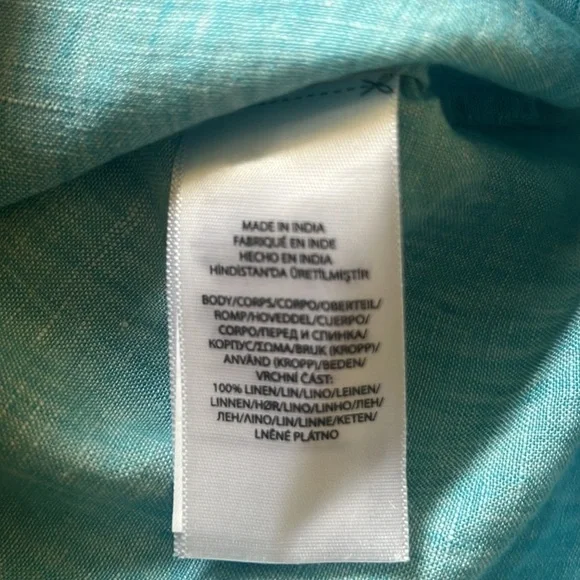 MADE IN INDIA
FABRIQUÉ EN INDE
HECHO EN INDIA
HİNDİSTAN'DA ÜRETİLMİŞTİR
BODY/CORPS/CORPO/OBERTEIL/
ROMP/HOVEDDEL/CUERPO/
CORPO/ПЕРЕД И СПИНКА/
КОРПУС/ΣΩΜΑ/BRUK (KROPP)/
ANVÄND (KROPP)/BEDEN/
VRCHNÍ ČÁST:
100% LINEN/LIN/LINO/LEINEN/
LINNEN/HØR/LINO/LINHO/ЛЕН/
ЛЕН/ΛΙΝΟ/LIN/LINNE/KETEN/
LNĚNÉ PLÁTNO